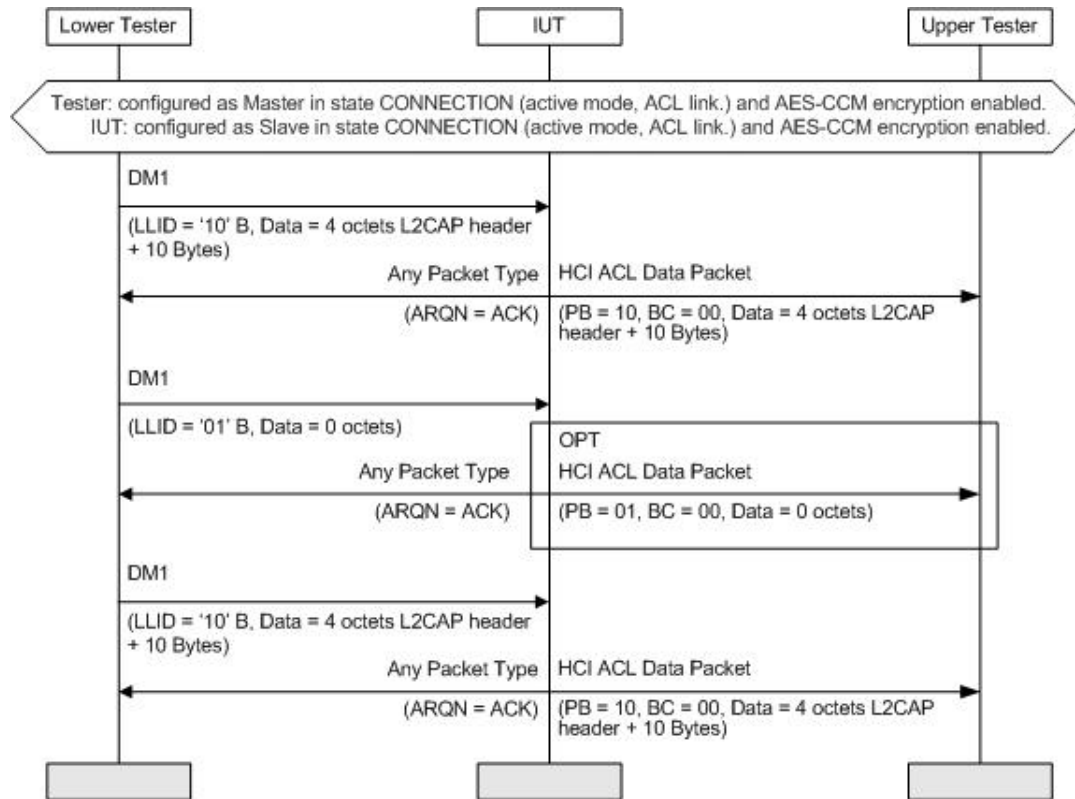 Lower Tester
IUT
Upper Tester
Tester: configured as Master in state CONNECTION (active mode, ACL link.) and AES-CCM encryption enabled.
IUT: configured as Slave in state CONNECTION (active mode, ACL link.) and AES-CCM encryption enabled.
DM1
(LLID = ‘10’ B, Data = 4 octets L2CAP header
+ 10 Bytes)
Any Packet Type
HCI ACL Data Packet
(ARQN = ACK)
(PB = 10, BC = 00, Data = 4 octets L2CAP
header + 10 Bytes)
DM1
(LLID = ‘01’ B, Data = 0 octets)
OPT
Any Packet Type
HCI ACL Data Packet
(ARQN = ACK)
(PB = 01, BC = 00, Data = 0 octets)
DM1
(LLID = ‘10’ B, Data = 4 octets L2CAP header
+ 10 Bytes)
Any Packet Type
HCI ACL Data Packet
(ARQN = ACK)
(PB = 10, BC = 00, Data = 4 octets L2CAP
header + 10 Bytes)